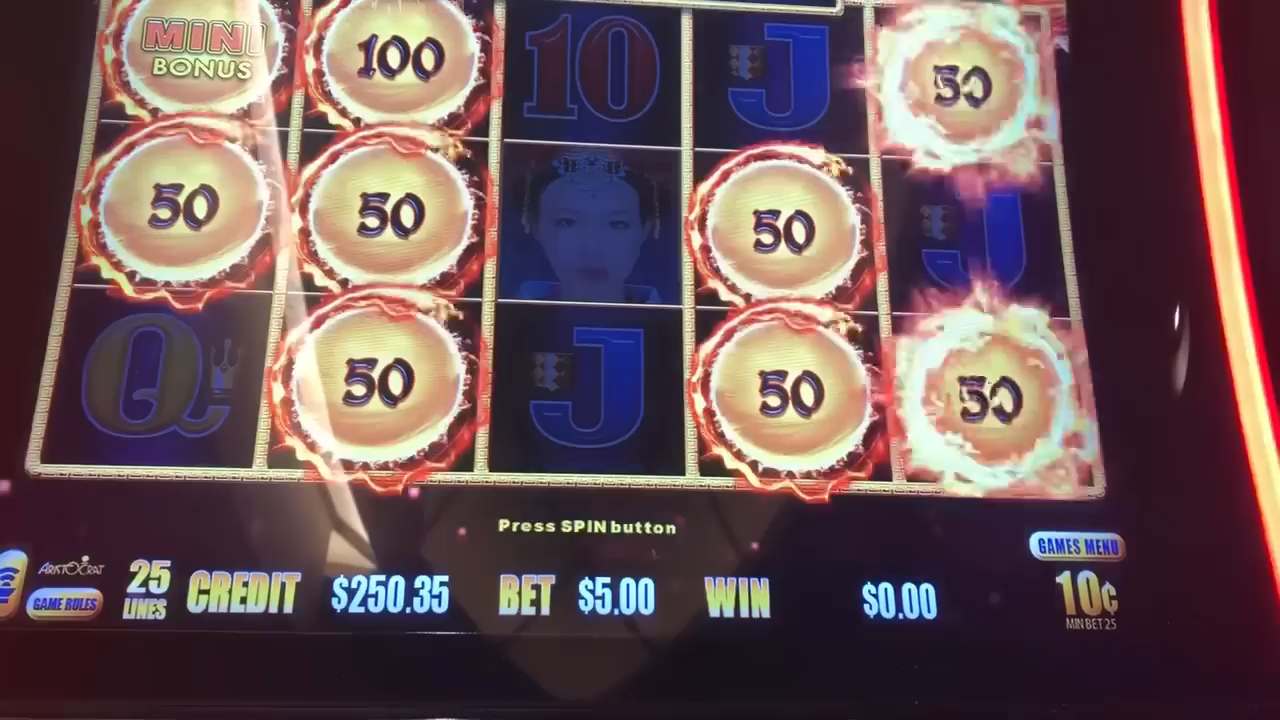 MINI
BONUS
100
10
J
50
50
50
50
J
Q
50
J
50
50
Press SPIN button
GAMES MENU
ARISTOCRAT
GAME RULES
25
LINES
CREDIT $250.35 BET $5.00 WIN $0.00
10¢
MIN BET 25